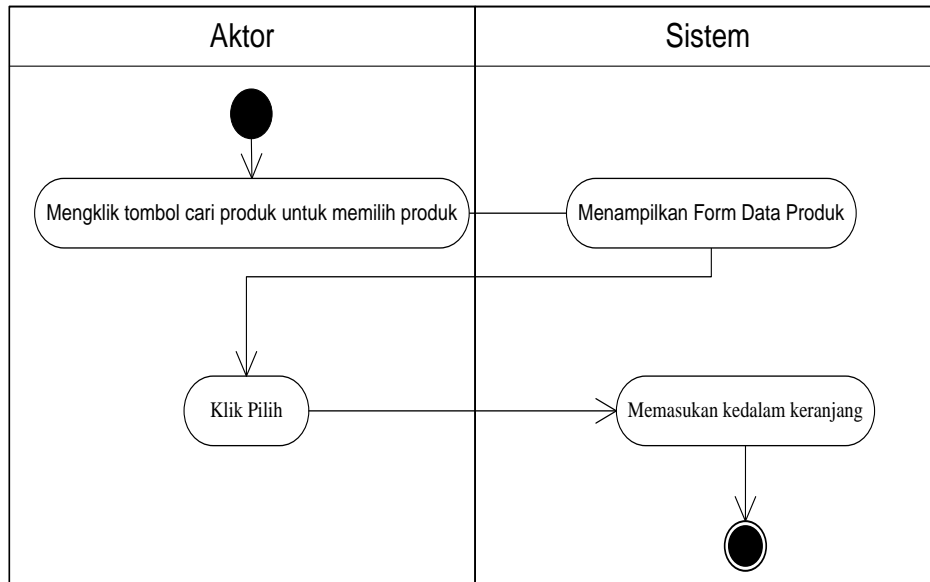 Aktor
Sistem
Mengklik tombol cari produk untuk memilih produk
Menampilkan Form Data Produk
Klik Pilih
Memasukan kedalam keranjang